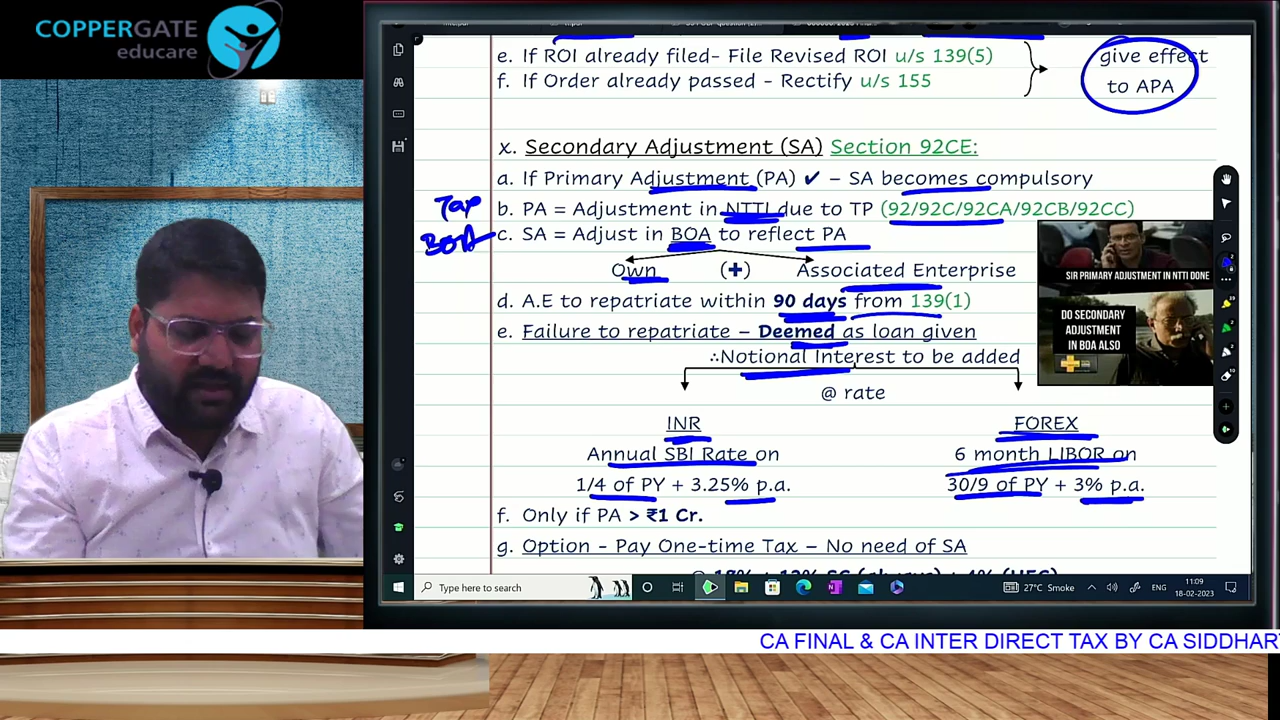 COPPERGATE
educare
e. If ROI already filed- File Revised ROI u/s 139(5)
f. If Order already passed - Rectify u/s 155
give effect
to APA
x. Secondary Adjustment (SA) Section 92CE:
a. If Primary Adjustment (PA) ✔ – SA becomes compulsory
b. PA = Adjustment in NTTI due to TP (92/92C/92CA/92CB/92CC)
c. SA = Adjust in BOA to reflect PA
Own (+) Associated Enterprise
d. A.E to repatriate within 90 days from 139(1)
e. Failure to repatriate – Deemed as loan given
∴Notional Interest to be added
@ rate
INR
Annual SBI Rate on
1/4 of PY + 3.25% p.a.
FOREX
6 month LIBOR on
30/9 of PY + 3% p.a.
f. Only if PA > ₹1 Cr.
g. Option - Pay One-time Tax – No need of SA
BOA
SIR PRIMARY ADJUSTMENT IN NTTI DONE
DO SECONDARY
ADJUSTMENT
IN BOA ALSO
Type here to search
27°C Smoke
ENG
11:09
18-02-2023
CA FINAL & CA INTER DIRECT TAX BY CA SIDDHAR